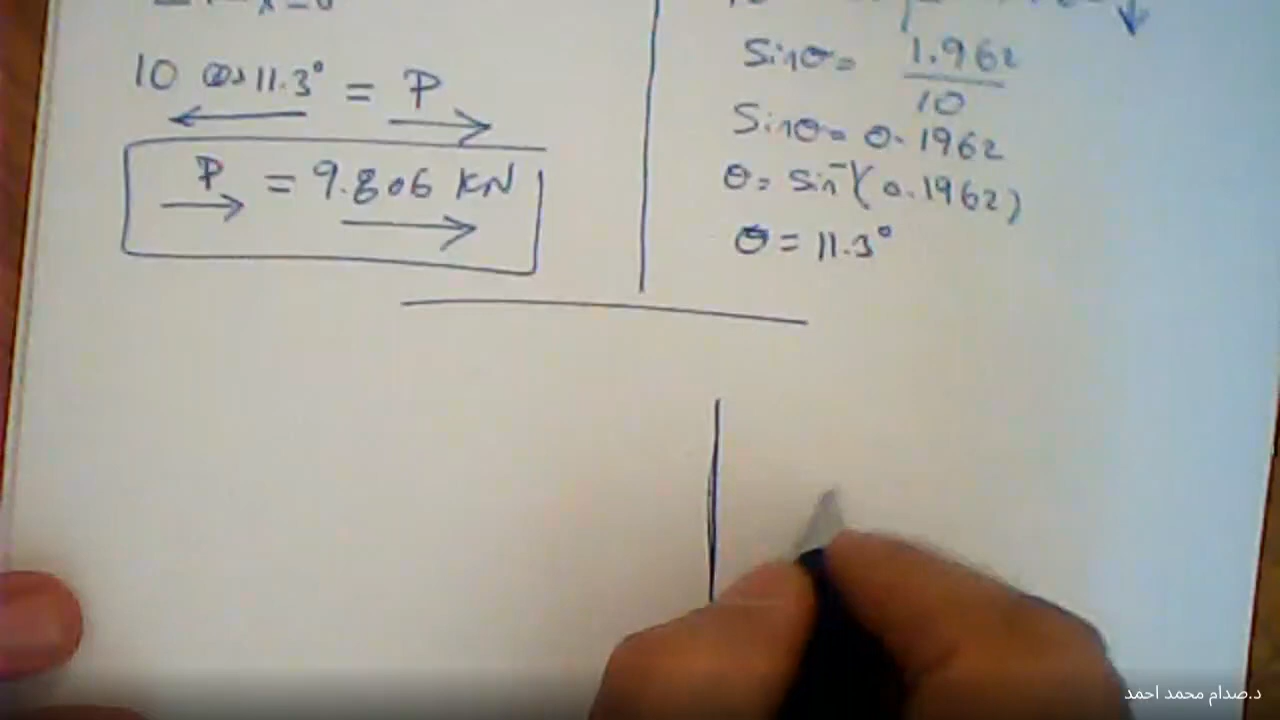 10 cos 11.3° = P
P = 9.806 KN
Sinθ = 1.962
10
Sinθ = 0.1962
θ = sin⁻¹(0.1962)
θ = 11.3°
د.صدام محمد احمد